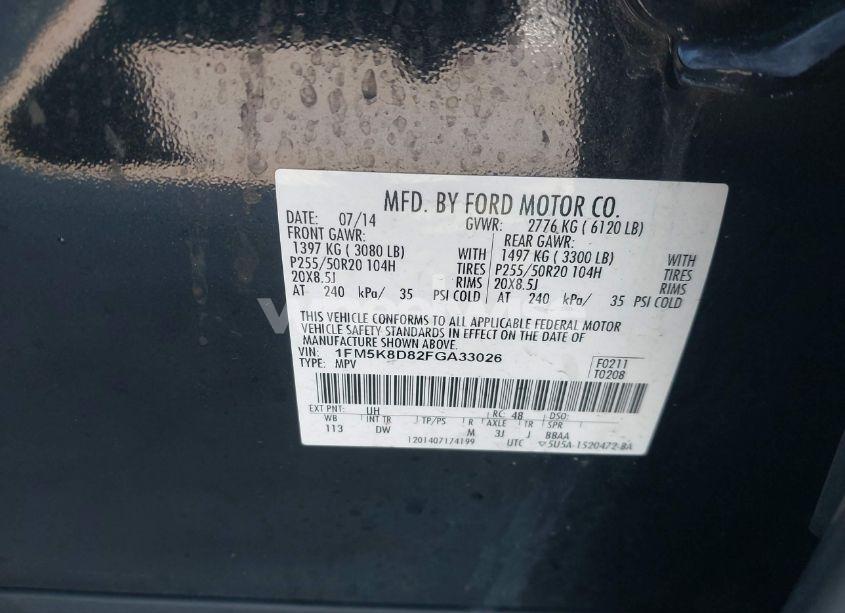 MFD. BY FORD MOTOR CO.
DATE: 07/14 GVWR: 2776 KG ( 6120 LB)
FRONT GAWR: REAR GAWR:
1397 KG ( 3080 LB) WITH 1497 KG ( 3300 LB) WITH
P255/50R20 104H TIRES P255/50R20 104H TIRES
20X8.5J RIMS 20X8.5J RIMS
AT 240 kPa/ 35 PSI COLD AT 240 kPa/ 35 PSI COLD
THIS VEHICLE CONFORMS TO ALL APPLICABLE FEDERAL MOTOR
VEHICLE SAFETY STANDARDS IN EFFECT ON THE DATE OF
MANUFACTURE SHOWN ABOVE.
VIN: 1FM5K8D82FGA33026 F0211
TYPE: MPV T0208
EXT PNT: UH RC: 48 DSO:
WB INT TR TP/PS R AXLE TR SPR
113 DW M 3J J BBAA
1201407174199 UTC 5U5A-1520472-BA